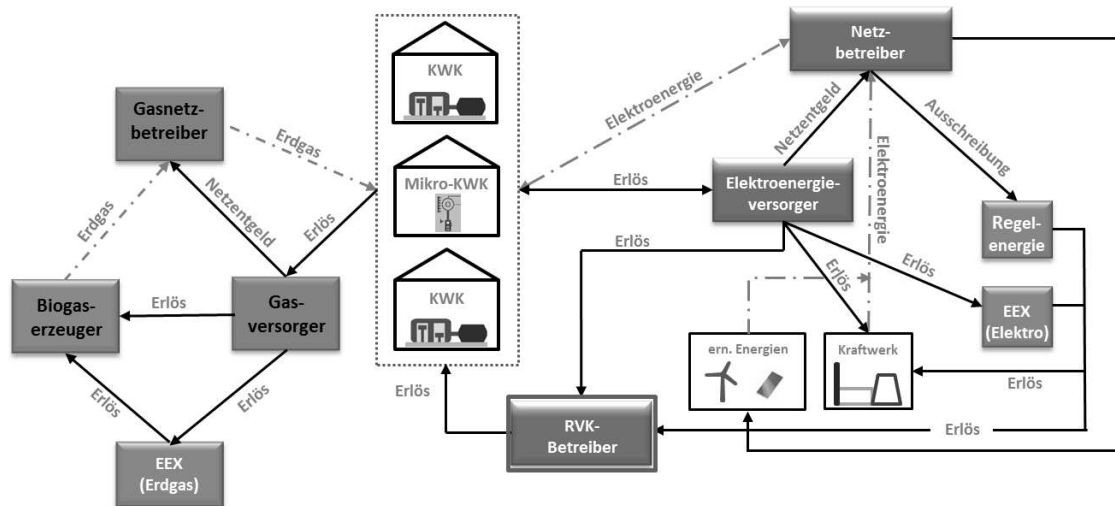 Netz-
betreiber
KWK
Elektroenergie
Gasnetz-
betreiber
Erdgas
Netzentgeld
Ausschreibung
Elektroenergie
Mikro-KWK
Erlös
Elektroenergie-
versorger
Regel-
energie
Erdgas
Netzentgeld
Erlös
Erlös
Erlös
Erlös
KWK
Biogas-
erzeuger
Erlös
Gas-
versorger
EEX
(Elektro)
ern. Energien
Kraftwerk
Erlös
Erlös
Erlös
Erlös
RVK-
Betreiber
Erlös
EEX
(Erdgas)